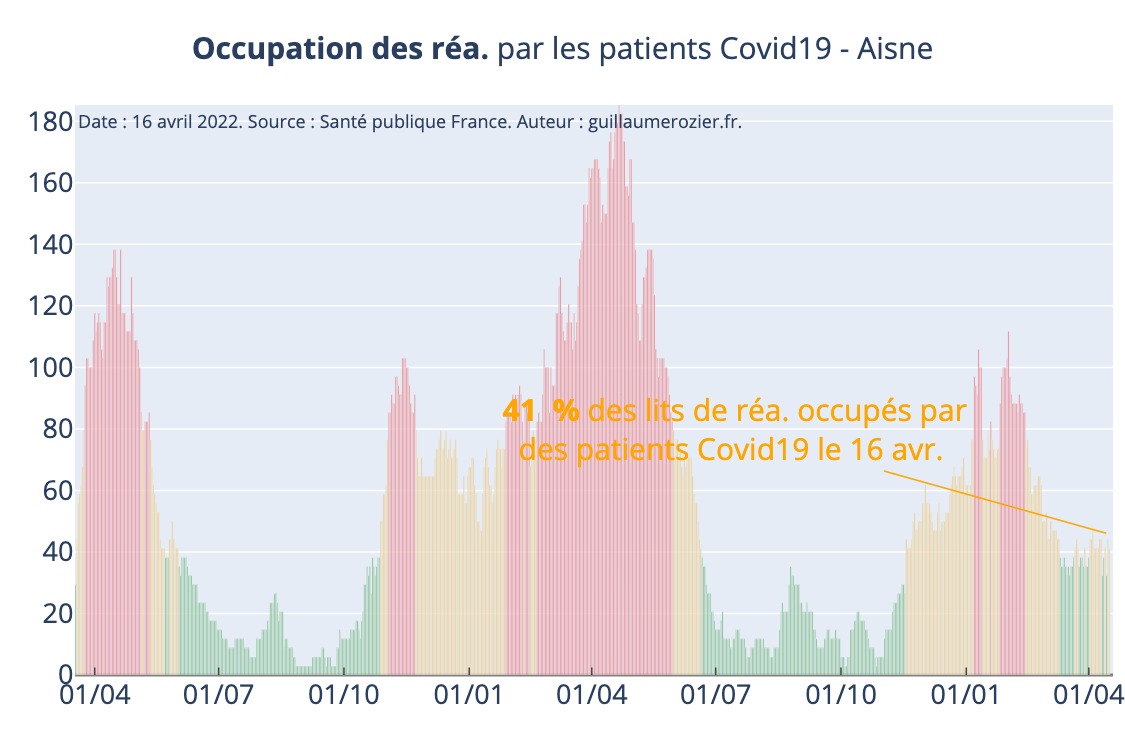 Occupation des réa. par les patients Covid19 - Aisne
180
Date : 16 avril 2022. Source : Santé publique France. Auteur : guillaumerozier.fr.
160
140
120
100
41 % des lits de réa. occupés par
80
des patients Covid19 le 16 avr.
60
40
20
0
01/04 01/07 01/10 01/01 01/04 01/07 01/10 01/01 01/04